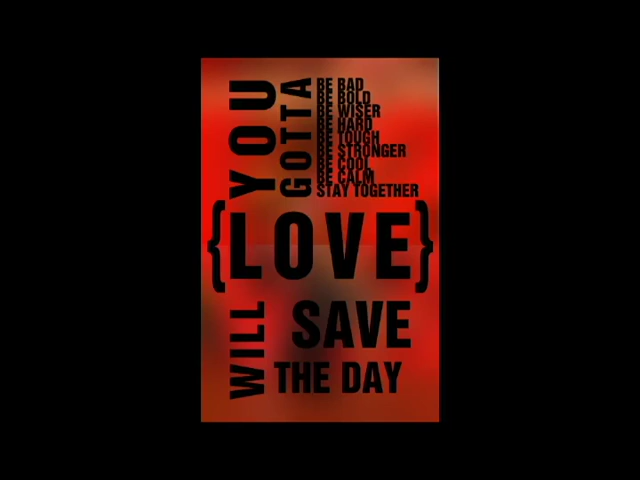 YOU
GOTTA
BE BAD
BE BOLD
BE WISER
BE HARD
BE TOUGH
BE STRONGER
BE COOL
BE CALM
STAY TOGETHER
{LOVE}
WILL
SAVE
THE DAY